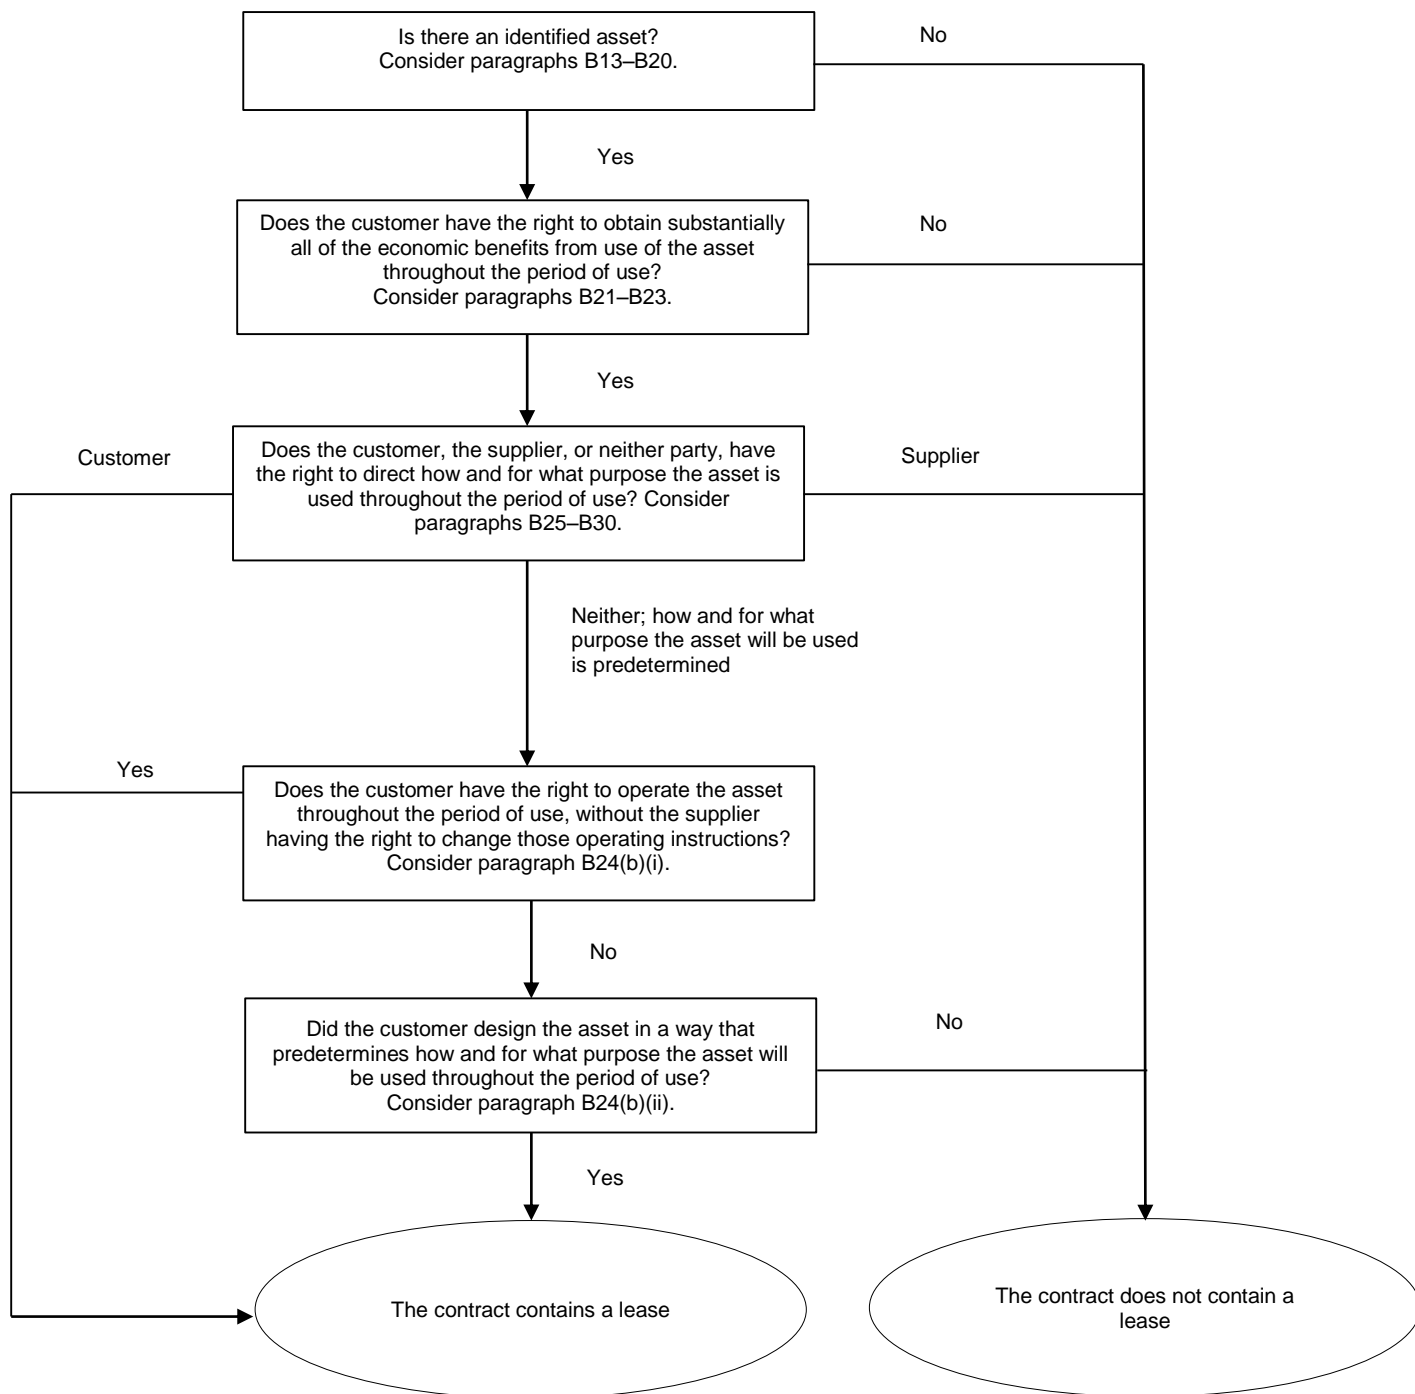 Is there an identified asset?
Consider paragraphs B13–B20.
No
Yes
Does the customer have the right to obtain substantially
all of the economic benefits from use of the asset
throughout the period of use?
Consider paragraphs B21–B23.
No
Yes
Customer
Does the customer, the supplier, or neither party, have
the right to direct how and for what purpose the asset is
used throughout the period of use? Consider
paragraphs B25–B30.
Supplier
Neither; how and for what
purpose the asset will be used
is predetermined
Yes
Does the customer have the right to operate the asset
throughout the period of use, without the supplier
having the right to change those operating instructions?
Consider paragraph B24(b)(i).
No
Did the customer design the asset in a way that
predetermines how and for what purpose the asset will
be used throughout the period of use?
Consider paragraph B24(b)(ii).
No
Yes
The contract contains a lease
The contract does not contain a
lease